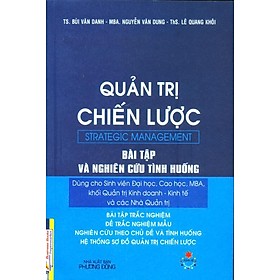 TS. BÙI VĂN DANH - MBA. NGUYỄN VĂN DUNG - ThS. LÊ QUANG KHÔI
QUẢN TRỊ
CHIẾN LƯỢC
STRATEGIC MANAGEMENT
BÀI TẬP
VÀ NGHIÊN CỨU TÌNH HUỐNG
Dùng cho Sinh viên Đại học, Cao học, MBA,
khối Quản trị Kinh doanh - Kinh tế
và các Nhà Quản trị
BÀI TẬP TRẮC NGHIỆM
ĐỀ TRẮC NGHIỆM MẪU
NGHIÊN CỨU THEO CHỦ ĐỀ VÀ TÌNH HUỐNG
HỆ THỐNG SƠ ĐỒ QUẢN TRỊ CHIẾN LƯỢC
NHÀ XUẤT BẢN
PHƯƠNG ĐÔNG